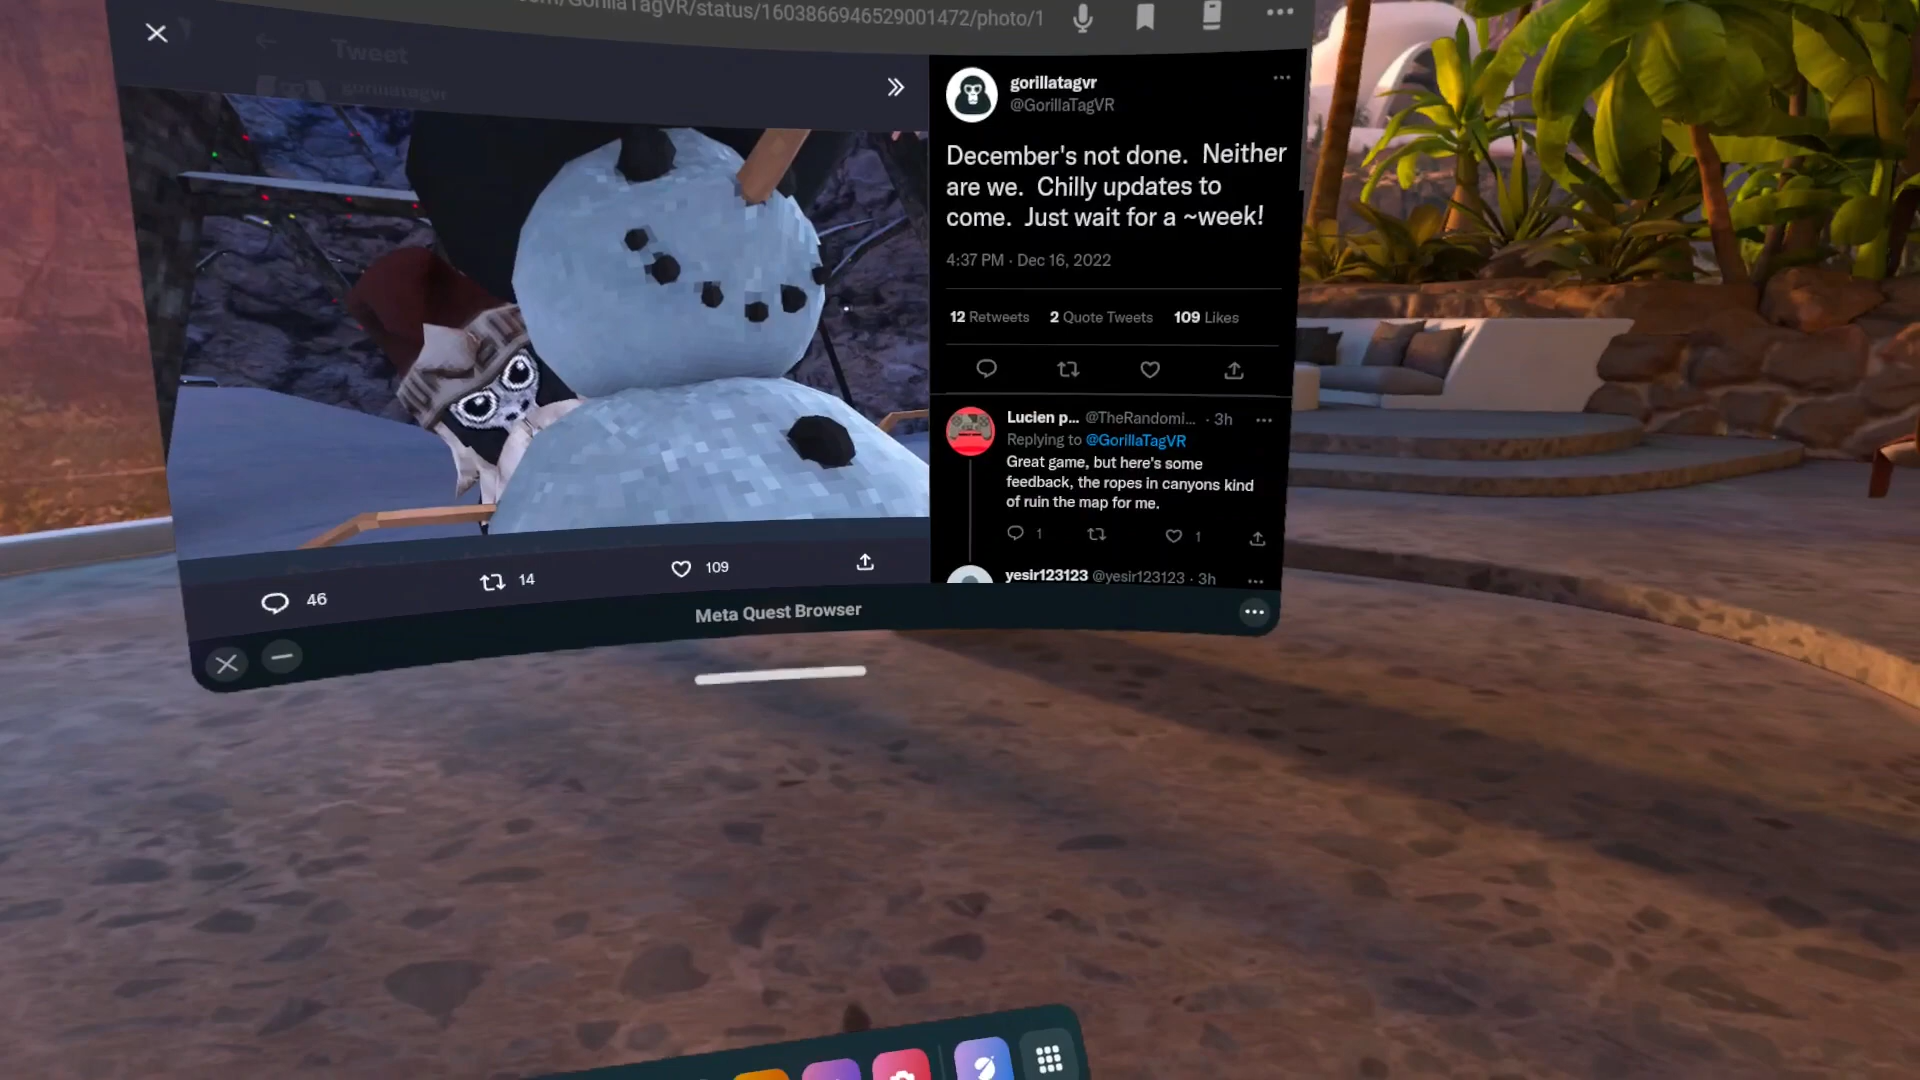 GorillaTagVR/status/1603866946529001472/photo/1
Tweet
gorillatagvr
gorillatagvr
@GorillaTagVR
December's not done. Neither
are we. Chilly updates to
come. Just wait for a ~week!
4:37 PM · Dec 16, 2022
12 Retweets 2 Quote Tweets 109 Likes
Lucien p... @TheRandomi... · 3h
Replying to @GorillaTagVR
Great game, but here's some
feedback, the ropes in canyons kind
of ruin the map for me.
1 1
yesir123123 @yesir123123 · 3h
46 14 109
Meta Quest Browser